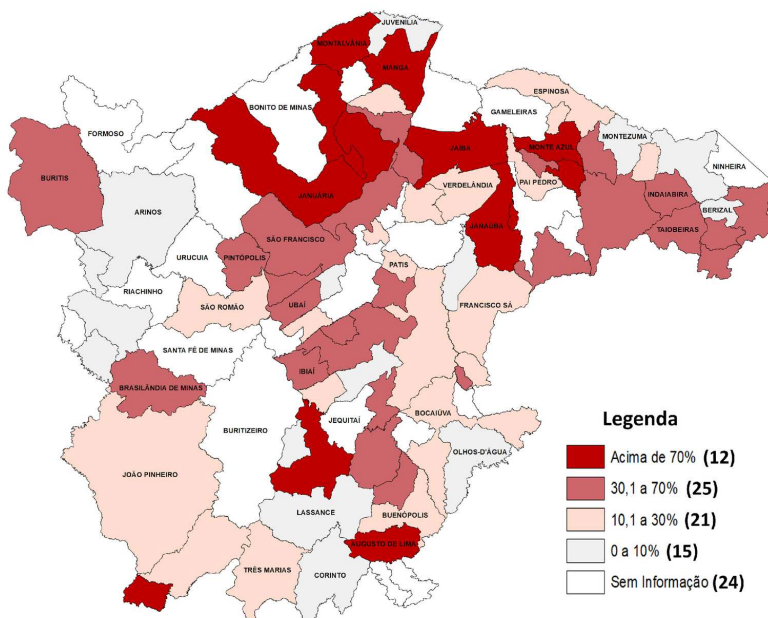 JUVENÍLIA
MONTALVÂNIA
MANGA
ESPINOSA
BONITO DE MINAS
GAMELEIRAS
FORMOSO
MONTEZUMA
JAÍBA
MONTE AZUL
NINHEIRA
BURITIS
PAI PEDRO
VERDELÂNDIA
JANUÁRIA
INDAIABIRA
ARINOS
BERIZAL
JANAÚBA
TAIOBEIRAS
SÃO FRANCISCO
URUCUIA
PINTÓPOLIS
PATIS
RIACHINHO
SÃO ROMÃO
UBAÍ
FRANCISCO SÁ
SANTA FÉ DE MINAS
IBIAÍ
BRASILÂNDIA DE MINAS
BOCAIÚVA
JEQUITAÍ
BURITIZEIRO
OLHOS-D'ÁGUA
JOÃO PINHEIRO
LASSANCE
BUENÓPOLIS
AUGUSTO DE LIMA
TRÊS MARIAS
CORINTO
Legenda
Acima de 70% (12)
30,1 a 70% (25)
10,1 a 30% (21)
0 a 10% (15)
Sem Informação (24)